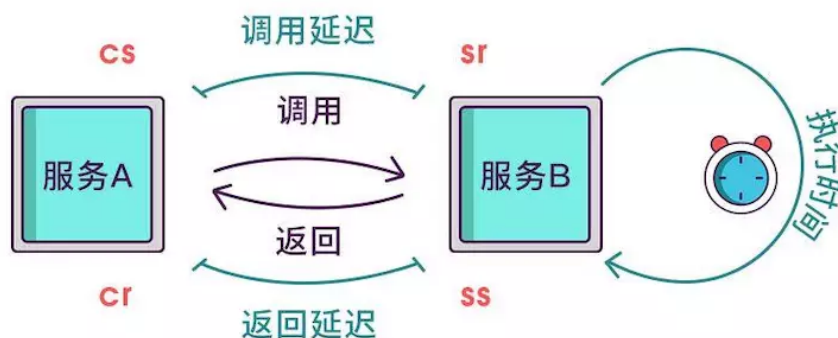 调用延迟
cs
sr
调用
服务A
服务B
执行时间
返回
cr
ss
返回延迟